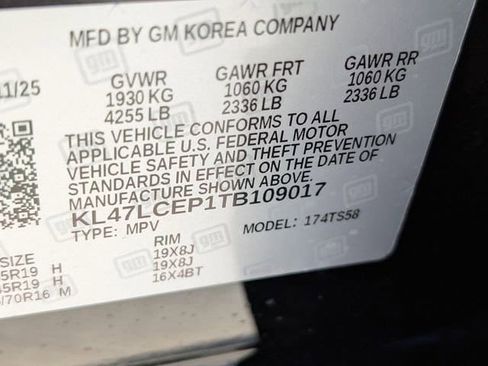 MFD BY GM KOREA COMPANY
1/25 GVWR GAWR FRT GAWR RR
1930 KG 1060 KG 1060 KG
4255 LB 2336 LB 2336 LB
THIS VEHICLE CONFORMS TO ALL
APPLICABLE U.S. FEDERAL MOTOR
VEHICLE SAFETY AND THEFT PREVENTION
STANDARDS IN EFFECT ON THE DATE OF
MANUFACTURE SHOWN ABOVE.
KL47LCEP1TB109017
TYPE: MPV MODEL: 174TS58
SIZE RIM
5R19 H 19X8J
5R19 H 19X8J
/70R16 M 16X4BT
gm